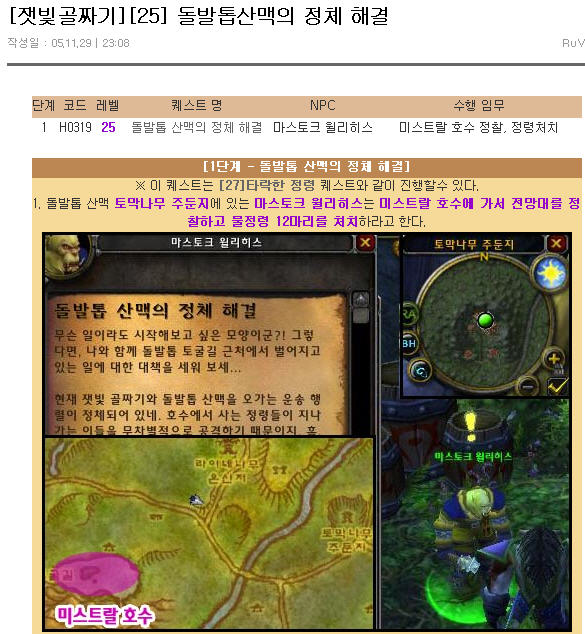 [잿빛골짜기][25] 돌발톱산맥의 정체 해결
작성일 : 05.11.29 | 23:08
RuV
단계 코드 레벨 퀘스트 명 NPC 수행 임무
1 H0319 25 돌발톱 산맥의 정체 해결 마스토크 윌리히스 미스트랄 호수 정찰, 정령처치
[1단계 - 돌발톱 산맥의 정체 해결]
※ 이 퀘스트는 [27]타락한 정령 퀘스트와 같이 진행할수 있다.
1. 돌발톱 산맥 토막나무 주둔지에 있는 마스토크 윌리히스는 미스트랄 호수에 가서 전망대를 정
찰하고 물정령 12마리를 처치하라고 한다.
마스토크 윌리히스
토막나무 주둔지
N
돌발톱 산맥의 정체 해결
무슨 일이라도 시작해보고 싶은 모양이군?! 그렇
다면, 나와 함께 돌발톱 토굴길 근처에서 벌어지고
있는 일에 대한 대책을 세워 보세...
현재 잿빛 골짜기와 돌발톱 산맥을 오가는 운송 행
렬이 정체되어 있네. 호수에서 사는 정령들이 지나
가는 이들을 무차별적으로 공격하기 때문이지. 흠
RA
BH
마스토크 윌리히스
라이네나무
은신처
토막나무
주둔지
미스트랄 호수